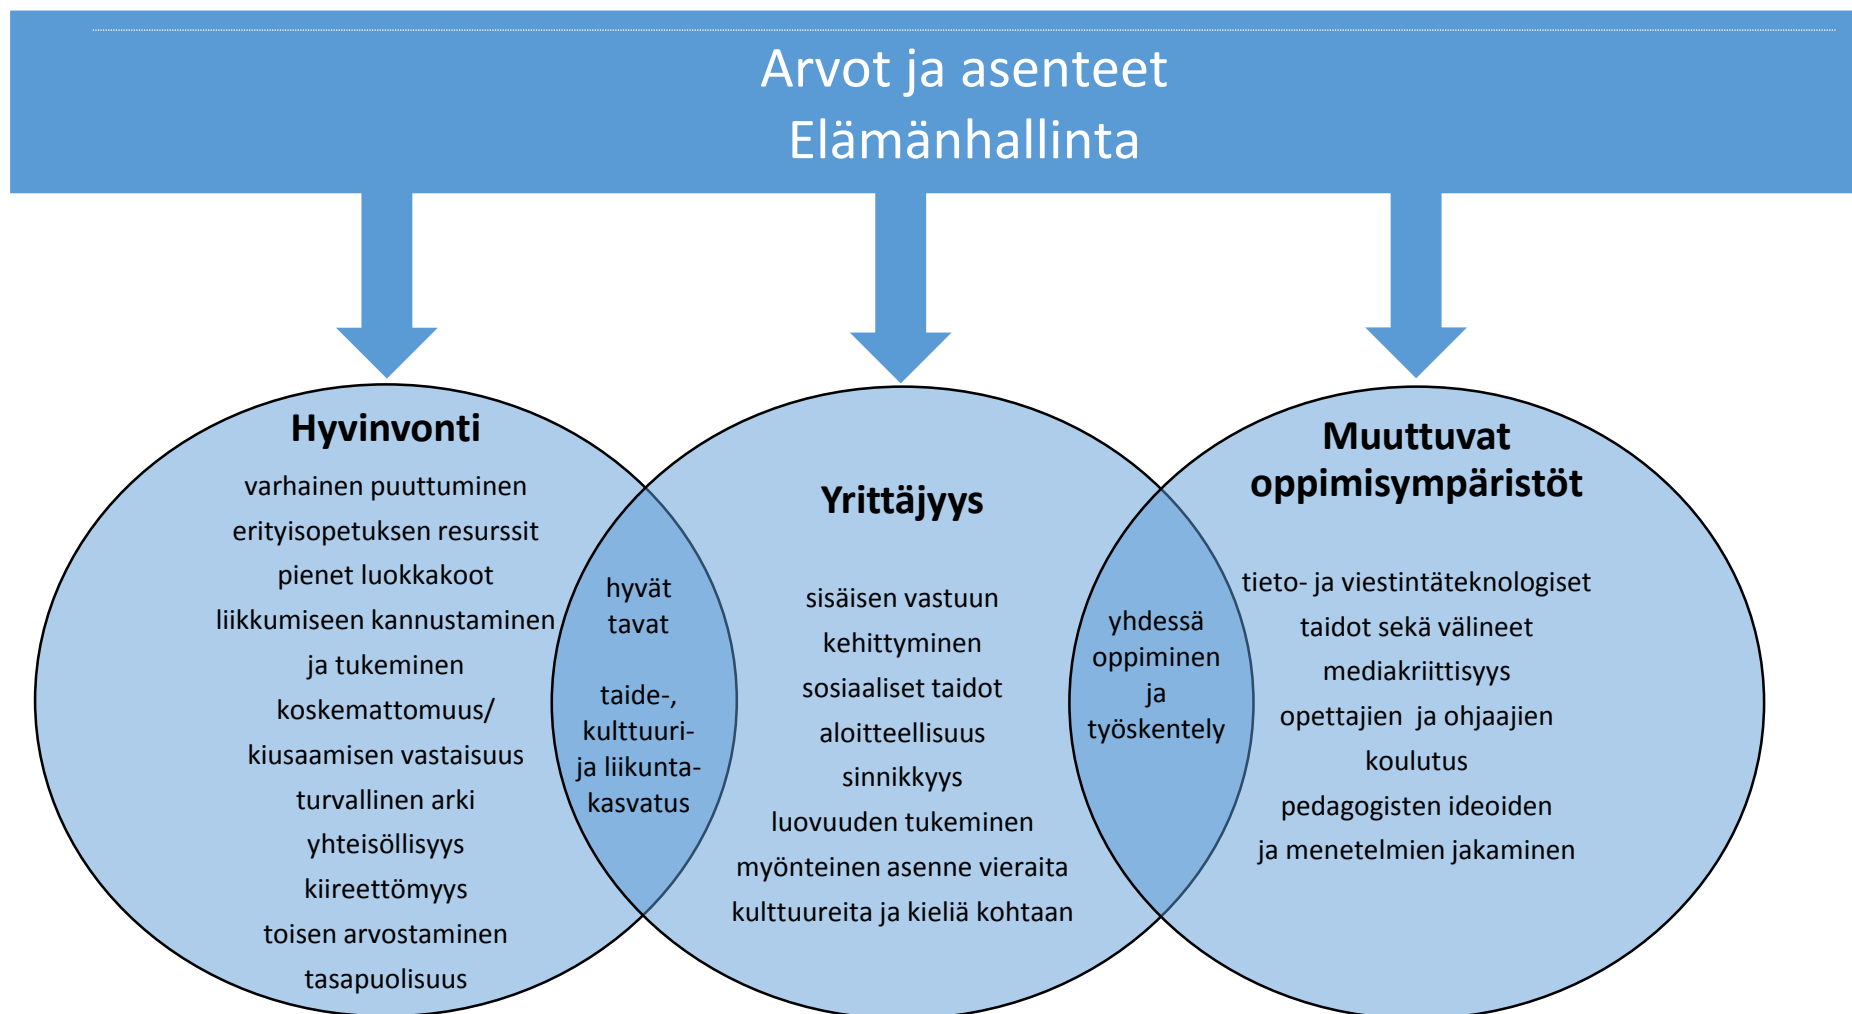 Arvot ja asenteet
Elämänhallinta
Hyvinvonti
varhainen puuttuminen
erityisopetuksen resurssit
pienet luokkakoot
liikkumiseen kannustaminen
ja tukeminen
koskemattomuus/
kiusaamisen vastaisuus
turvallinen arki
yhteisöllisyys
kiireettömyys
toisen arvostaminen
tasapuolisuus
hyvät
tavat
taide-,
kulttuuri-
ja liikunta-
kasvatus
Yrittäjyys
sisäisen vastuun
kehittyminen
sosiaaliset taidot
aloitteellisuus
sinnikkyys
luovuuden tukeminen
myönteinen asenne vieraita
kulttuureita ja kieliä kohtaan
yhdessä
oppiminen
ja
työskentely
Muuttuvat
oppimisympäristöt
tieto- ja viestintäteknologiset
taidot sekä välineet
mediakriittisyys
opettajien ja ohjaajien
koulutus
pedagogisten ideoiden
ja menetelmien jakaminen